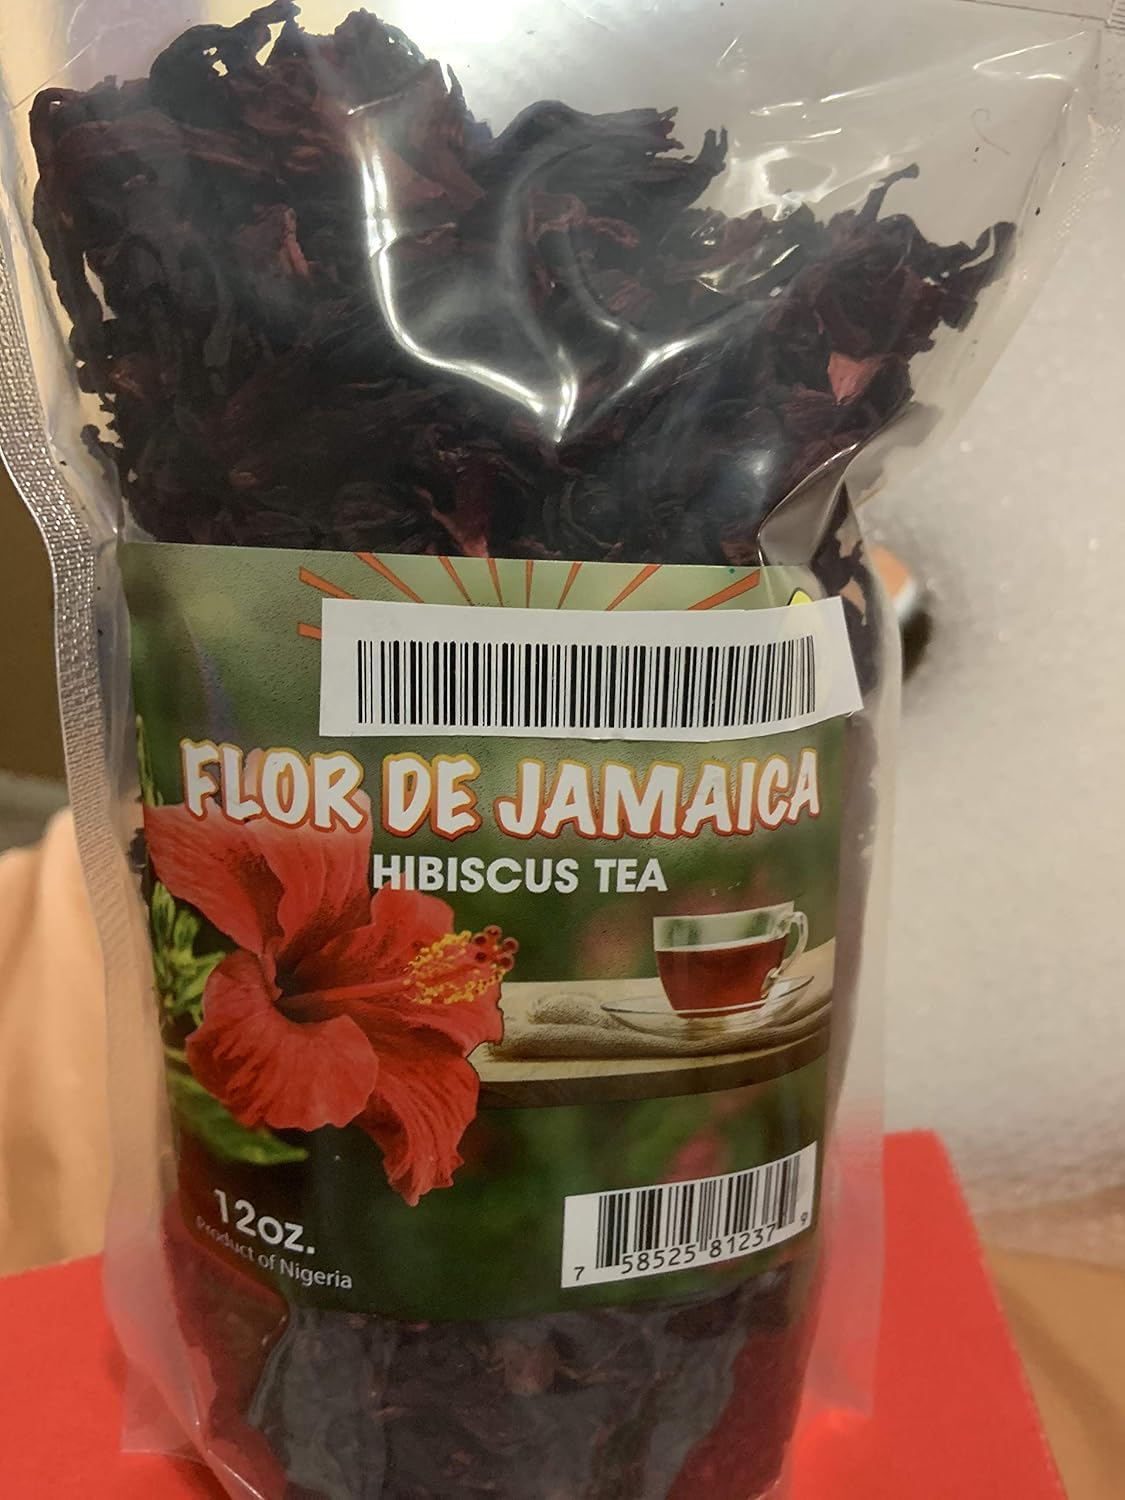 FLOR DE JAMAICA
HIBISCUS TEA
12oz.
Product of Nigeria
7 58525 81237 9